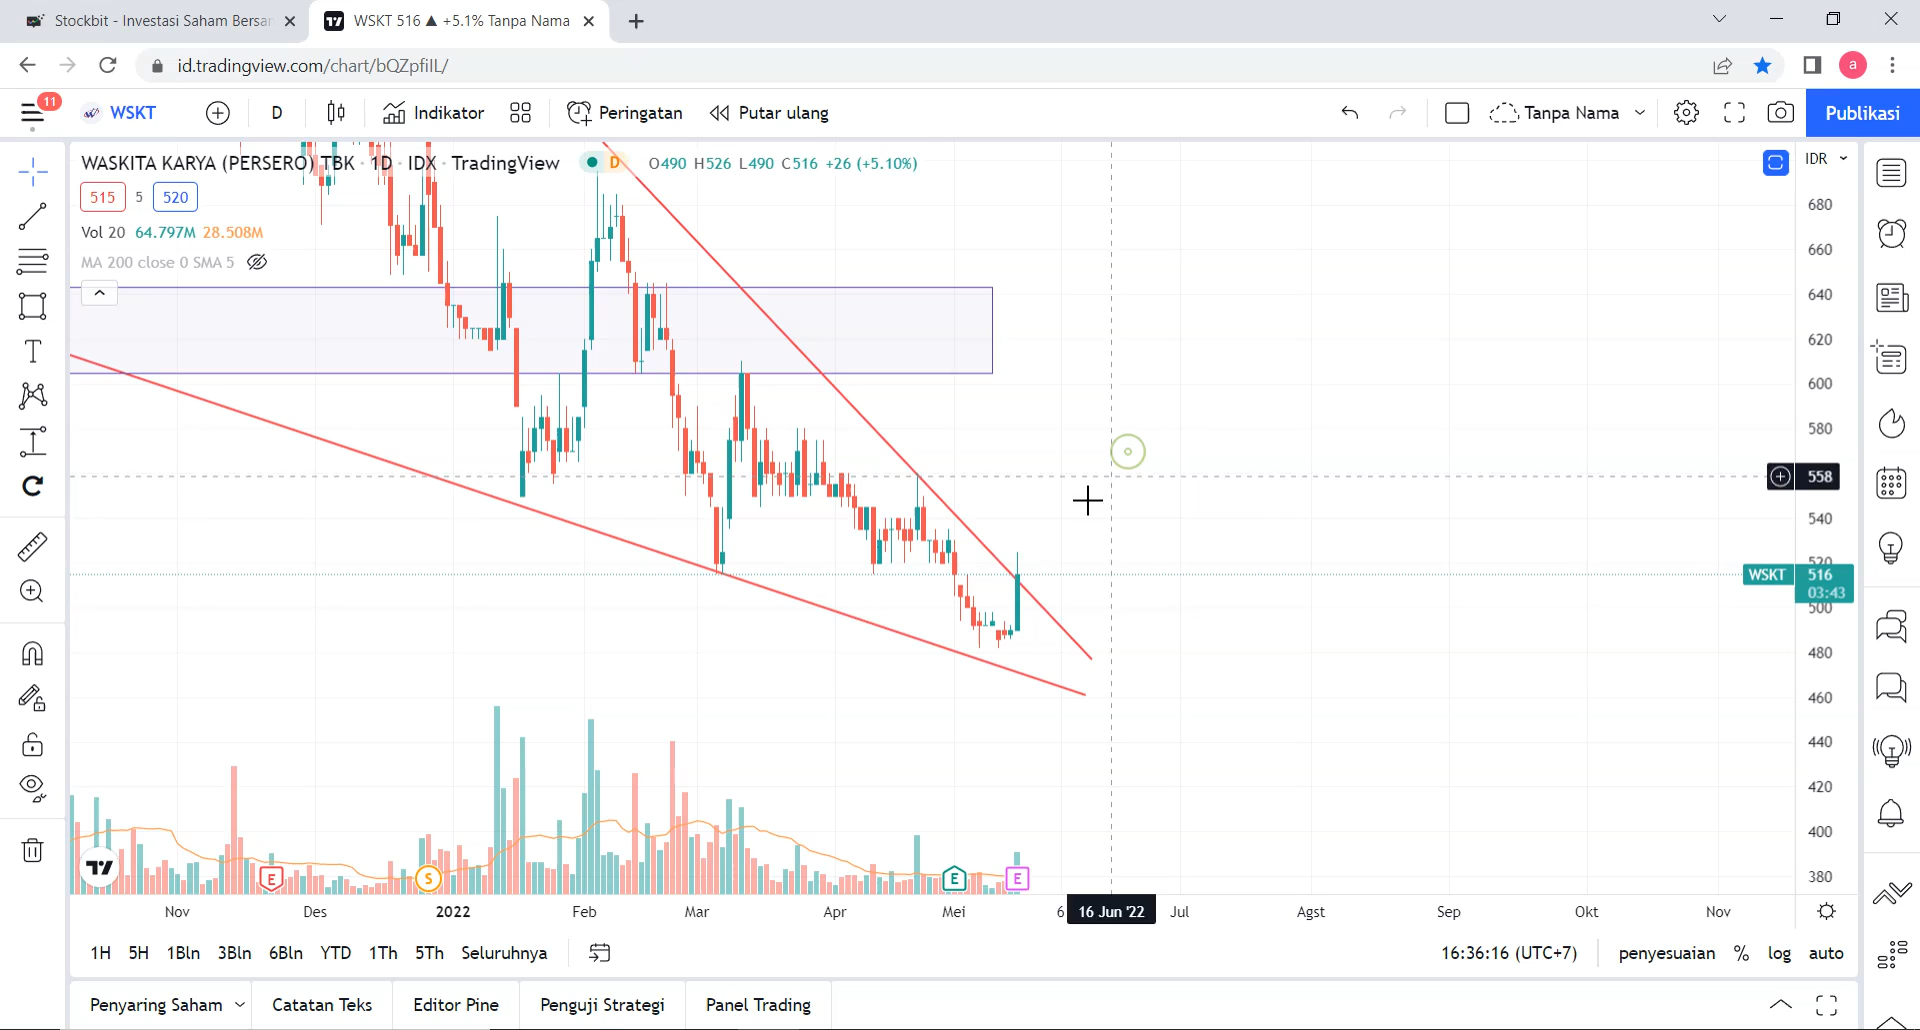 Stockbit - Investasi Saham Bersar
WSKT 516 ▲ +5.1% Tanpa Nama
id.tradingview.com/chart/bQZpfiIL/
a
11
WSKT
D
Indikator
Peringatan
Putar ulang
Tanpa Nama
Publikasi
WASKITA KARYA (PERSERO) TBK · 1D · IDX · TradingView
D
O490 H526 L490 C516 +26 (+5.10%)
IDR
515
5
520
Vol 20 64.797M 28.508M
MA 200 close 0 SMA 5
680
660
640
620
600
580
558
540
520
WSKT
516
03:43
500
480
460
440
420
400
380
E
S
E
E
Nov
Des
2022
Feb
Mar
Apr
Mei
6
16 Jun '22
Jul
Agst
Sep
Okt
Nov
1H
5H
1Bln
3Bln
6Bln
YTD
1Th
5Th
Seluruhnya
16:36:16 (UTC+7)
penyesuaian
%
log
auto
Penyaring Saham
Catatan Teks
Editor Pine
Penguji Strategi
Panel Trading